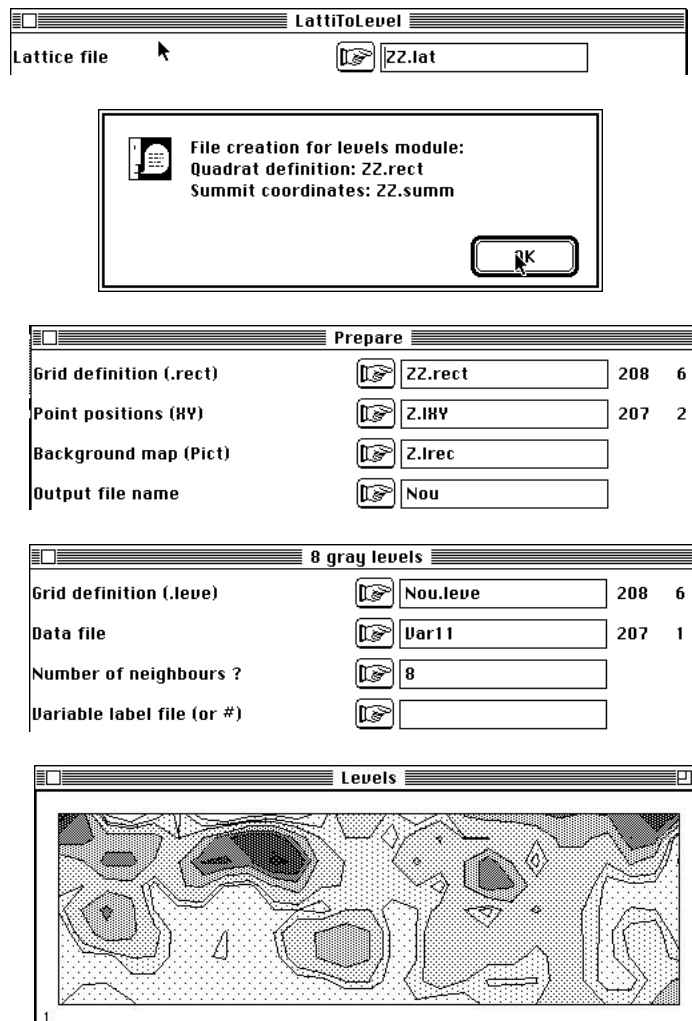 LattiToLevel
Lattice file ZZ.lat
File creation for levels module:
Quadrat definition: ZZ.rect
Summit coordinates: ZZ.summ
OK
Prepare
Grid definition (.rect) ZZ.rect 208 6
Point positions (XY) Z.IXY 207 2
Background map (Pict) Z.Irec
Output file name Nou
8 gray levels
Grid definition (.leve) Nou.leve 208 6
Data file Var11 207 1
Number of neighbours ? 8
Variable label file (or #)
Levels
1